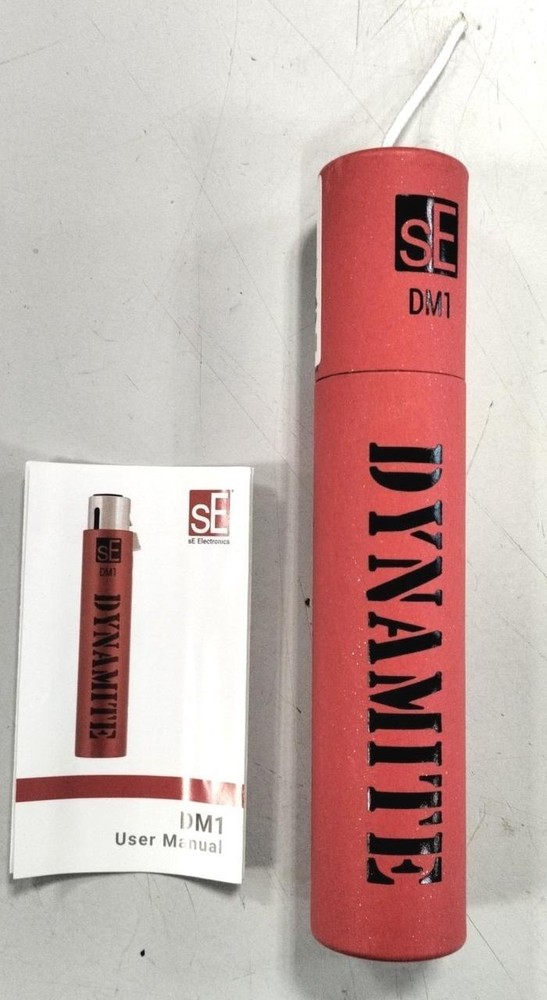 sE
sE Electronics
sE
DM1
DYNAMITE
DM1
User Manual
sE
DM1
DYNAMITE